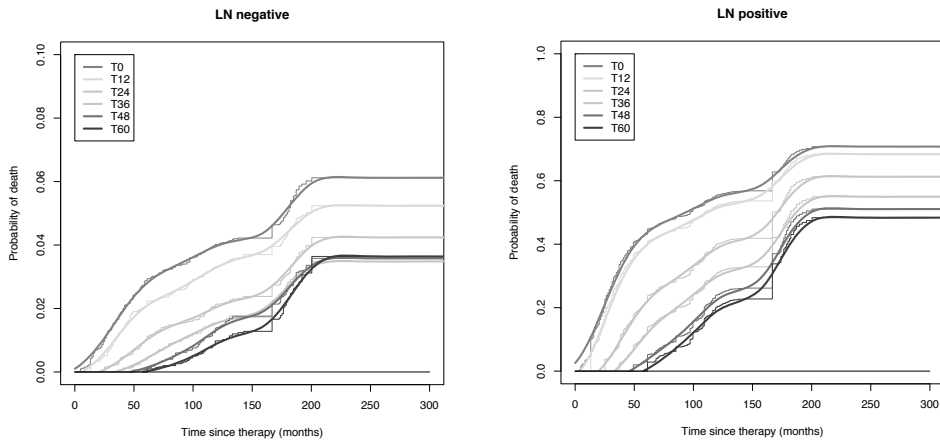 LN negative
Probability of death
0.10
0.08
0.06
0.04
0.02
0.00
T0
T12
T24
T36
T48
T60
0 50 100 150 200 250 300
Time since therapy (months)
LN positive
Probability of death
1.0
0.8
0.6
0.4
0.2
0.0
T0
T12
T24
T36
T48
T60
0 50 100 150 200 250 300
Time since therapy (months)